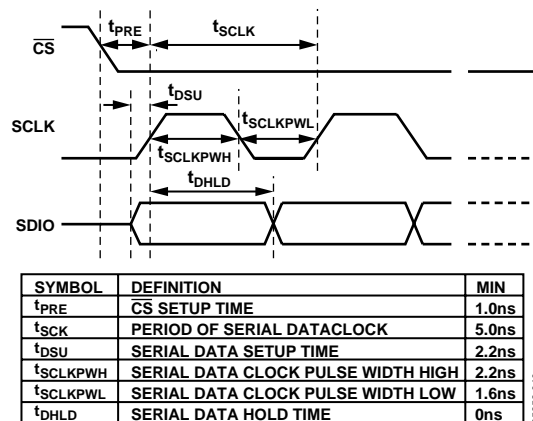 tPRE
tSCLK
CS
tDSU
SCLK
tSCLKPWL
tSCLKPWH
tDHLD
SDIO
SYMBOL DEFINITION MIN
tPRE CS SETUP TIME 1.0ns
tSCK PERIOD OF SERIAL DATACLOCK 5.0ns
tDSU SERIAL DATA SETUP TIME 2.2ns
tSCLKPWH SERIAL DATA CLOCK PULSE WIDTH HIGH 2.2ns
tSCLKPWL SERIAL DATA CLOCK PULSE WIDTH LOW 1.6ns
tDHLD SERIAL DATA HOLD TIME 0ns